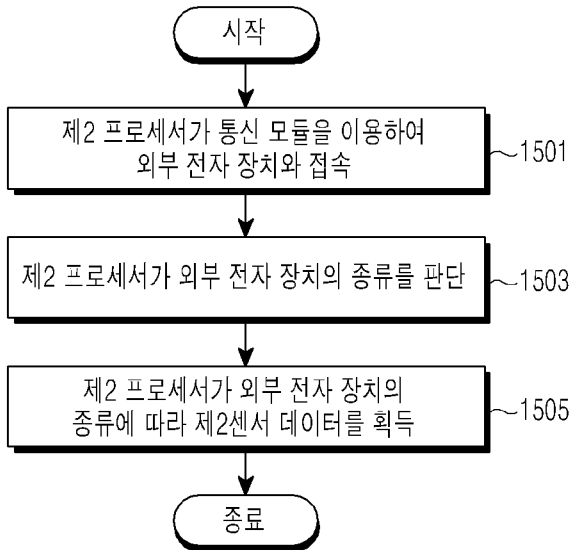 시작
제2 프로세서가 통신 모듈을 이용하여
외부 전자 장치와 접속
1501
제2 프로세서가 외부 전자 장치의 종류를 판단
1503
제2 프로세서가 외부 전자 장치의
종류에 따라 제2센서 데이터를 획득
1505
종료